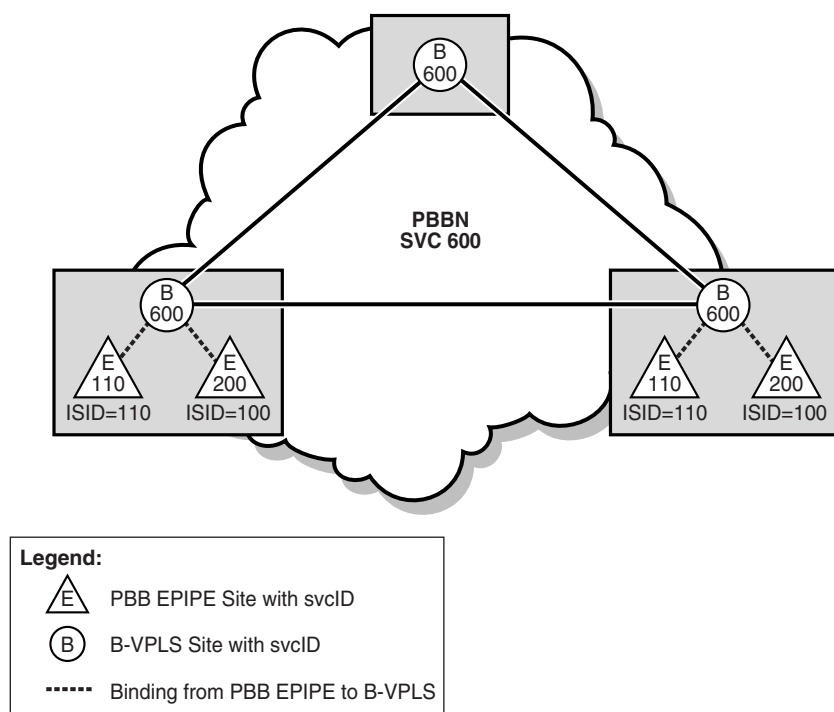 B
600
PBBN
SVC 600
B
600
E
110
E
200
ISID=110
ISID=100
B
600
E
110
E
200
ISID=110
ISID=100
Legend:
E PBB EPIPE Site with svcID
B B-VPLS Site with svcID
Binding from PBB EPIPE to B-VPLS